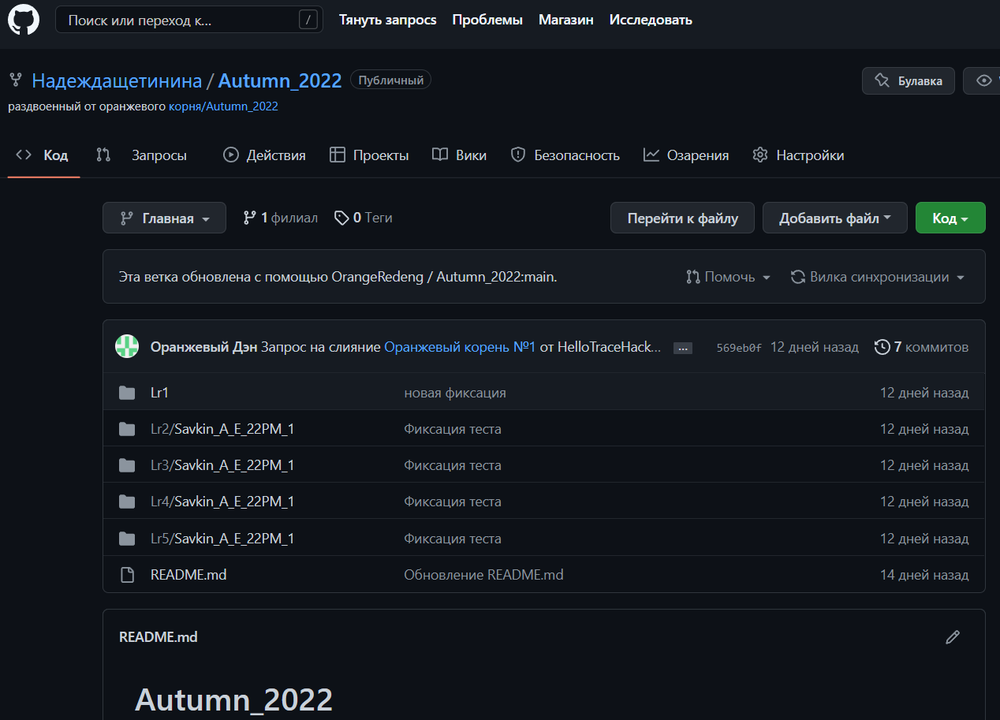 Поиск или переход к... /
Тянуть запрос Проблемы Магазин Исследовать
Надеждащетинина / Autumn_2022 Публичный
Булавка
раздвоенный от оранжевого корня/Autumn_2022
Код Запросы Действия Проекты Вики Безопасность Озарения Настройки
Главная 1 филиал 0 Теги Перейти к файлу Добавить файл Код
Эта ветка обновлена с помощью OrangeRedeng / Autumn_2022:main. Помочь Вилка синхронизации
Оранжевый Дэн Запрос на слияние Оранжевый корень №1 от HelloTraceHack... ... 569eb0f 12 дней назад 7 коммитов
Lr1 новая фиксация 12 дней назад
Lr2/Savkin_A_E_22PM_1 Фиксация теста 12 дней назад
Lr3/Savkin_A_E_22PM_1 Фиксация теста 12 дней назад
Lr4/Savkin_A_E_22PM_1 Фиксация теста 12 дней назад
Lr5/Savkin_A_E_22PM_1 Фиксация теста 12 дней назад
README.md Обновление README.md 14 дней назад
README.md
Autumn_2022